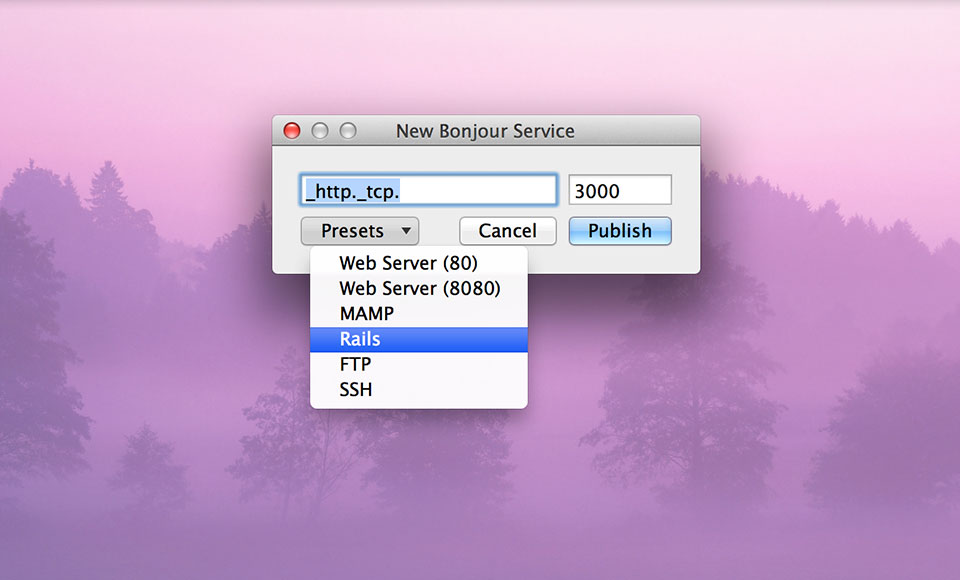 New Bonjour Service
_http._tcp. 3000
Presets Cancel Publish
Web Server (80)
Web Server (8080)
MAMP
Rails
FTP
SSH